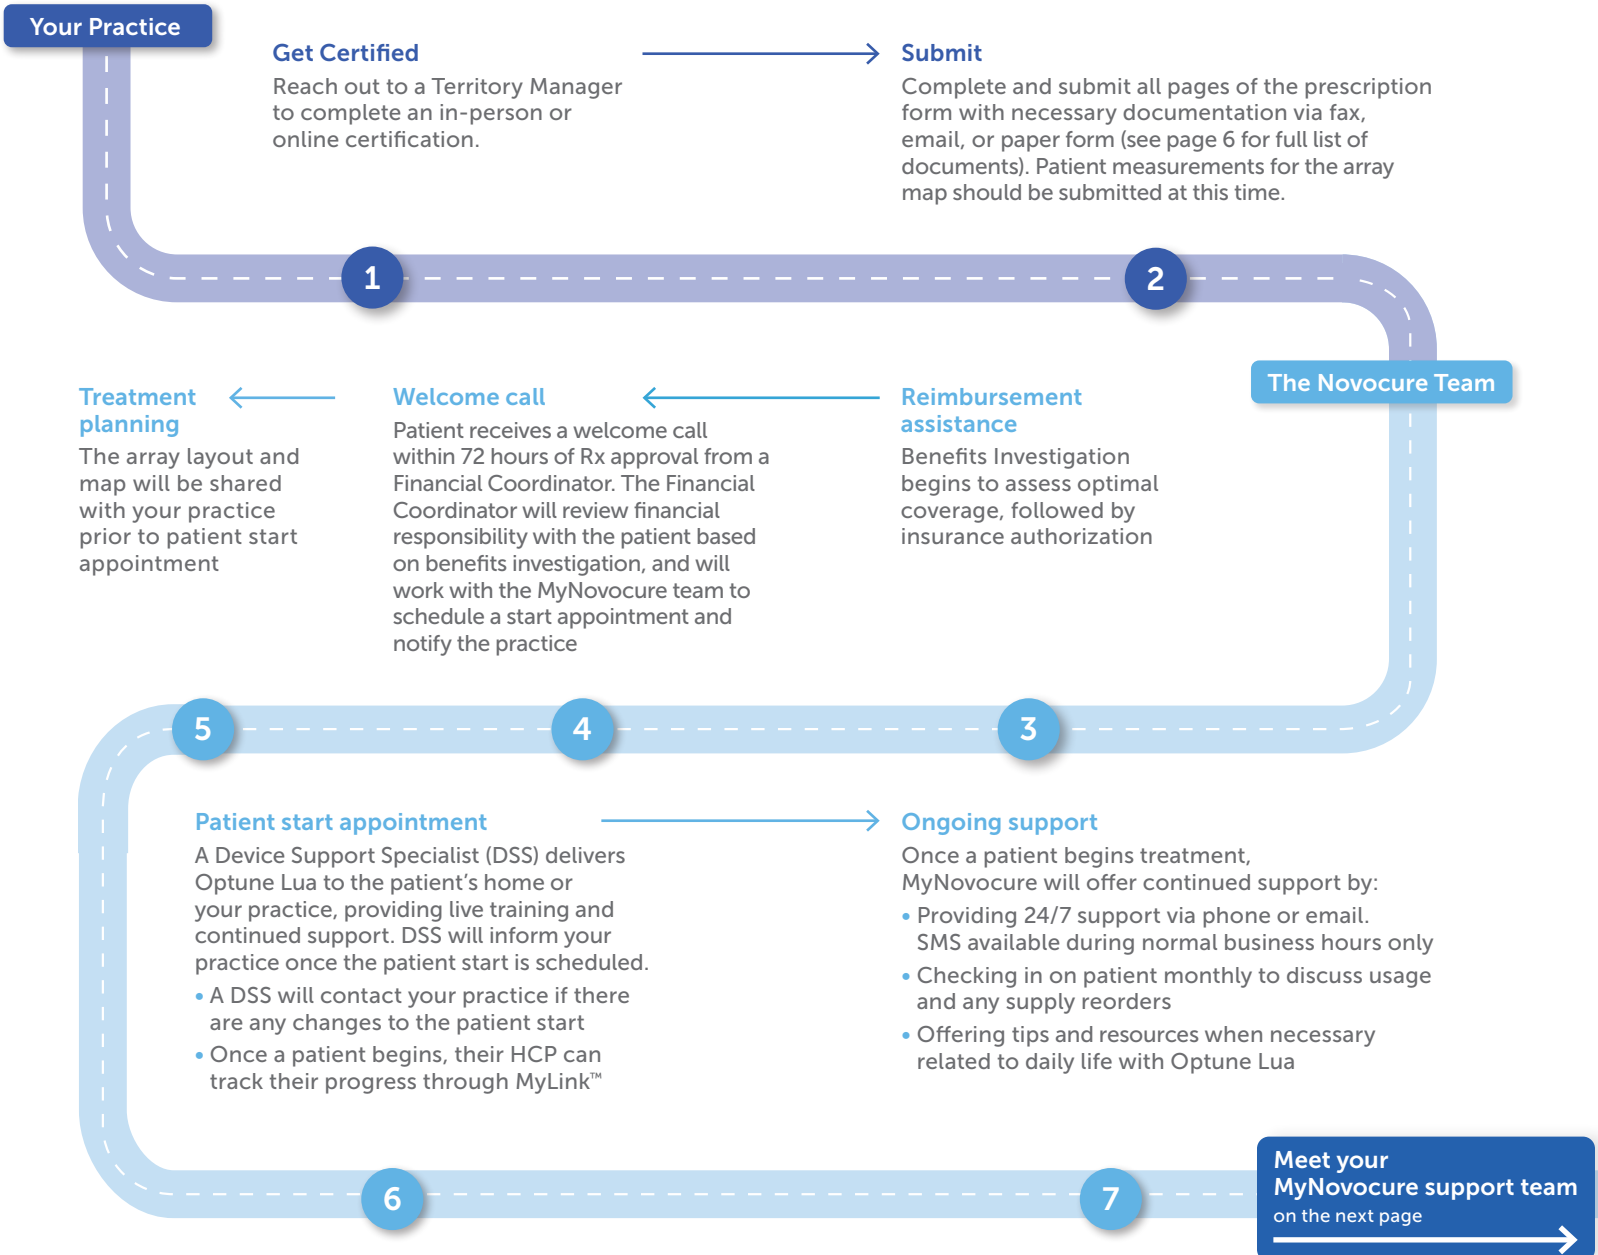 Your Practice
Get Certified
Reach out to a Territory Manager
to complete an in-person or
online certification.
Submit
Complete and submit all pages of the prescription
form with necessary documentation via fax,
email, or paper form (see page 6 for full list of
documents). Patient measurements for the array
map should be submitted at this time.
1
2
The Novocure Team
Reimbursement
assistance
Benefits Investigation
begins to assess optimal
coverage, followed by
insurance authorization
Welcome call
Patient receives a welcome call
within 72 hours of Rx approval from a
Financial Coordinator. The Financial
Coordinator will review financial
responsibility with the patient based
on benefits investigation, and will
work with the MyNovocure team to
schedule a start appointment and
notify the practice
Treatment
planning
The array layout and
map will be shared
with your practice
prior to patient start
appointment
3
4
5
Patient start appointment
A Device Support Specialist (DSS) delivers
Optune Lua to the patient’s home or
your practice, providing live training and
continued support. DSS will inform your
practice once the patient start is scheduled.
• A DSS will contact your practice if there
are any changes to the patient start
• Once a patient begins, their HCP can
track their progress through MyLink™
Ongoing support
Once a patient begins treatment,
MyNovocure will offer continued support by:
• Providing 24/7 support via phone or email.
SMS available during normal business hours only
• Checking in on patient monthly to discuss usage
and any supply reorders
• Offering tips and resources when necessary
related to daily life with Optune Lua
6
7
Meet your
MyNovocure support team
on the next page